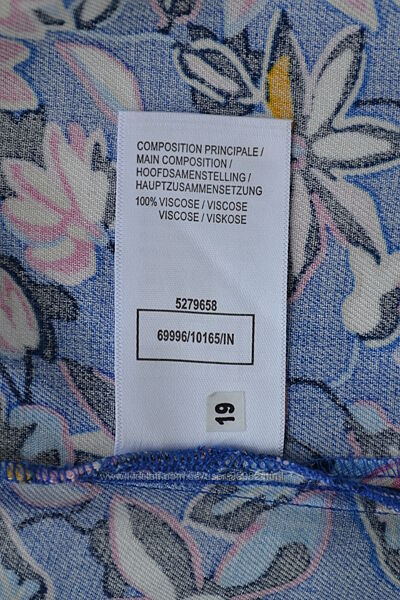 COMPOSITION PRINCIPALE /
MAIN COMPOSITION /
HOOFDSAMENSTELLING /
HAUPTZUSAMMENSETZUNG
100% VISCOSE / VISCOSE
VISCOSE / VISKOSE
5279658
69996/10165/IN
19